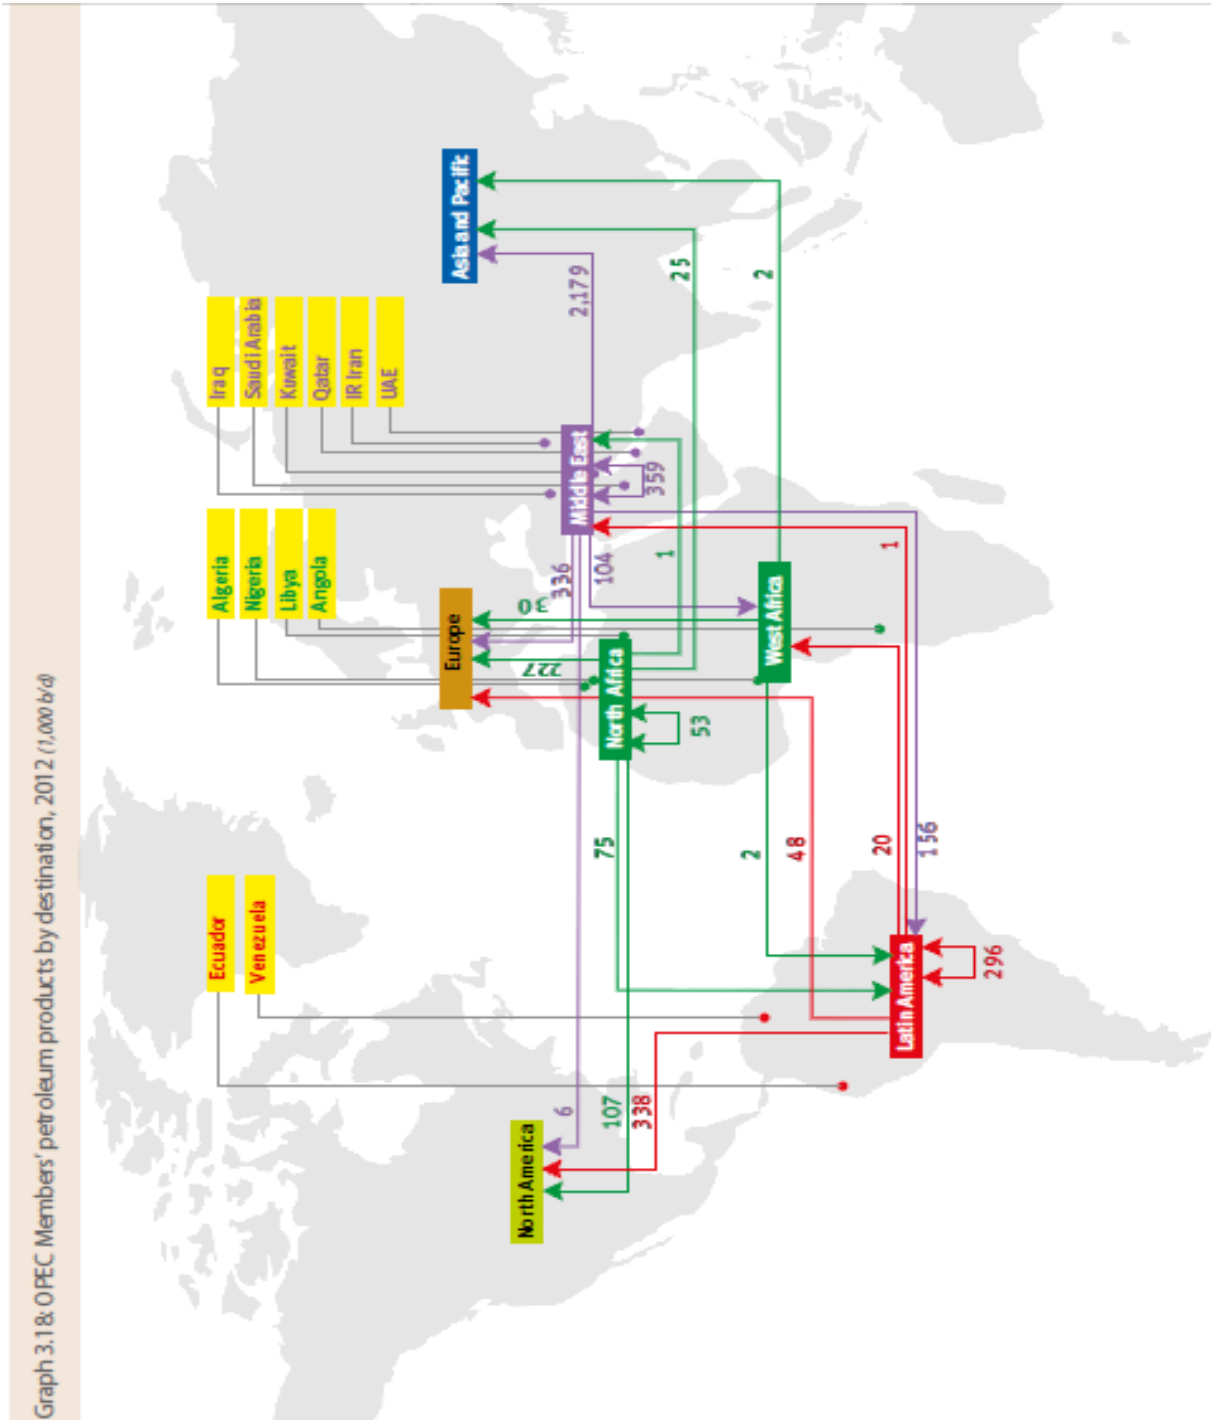 Graph 3.18: OPEC Members' petroleum products by destination, 2012 (1,000 b/d)
Ecuador
Venezuela
Algeria
Nigeria
Libya
Angola
Iraq
Saudi Arabia
Kuwait
Qatar
IR Iran
UAE
North America
Europe
Asia and Pacific
Middle East
North Africa
West Africa
Latin America
6
107
338
75
2
48
20
156
296
53
227
30
336
104
1
359
1
2,179
25
2